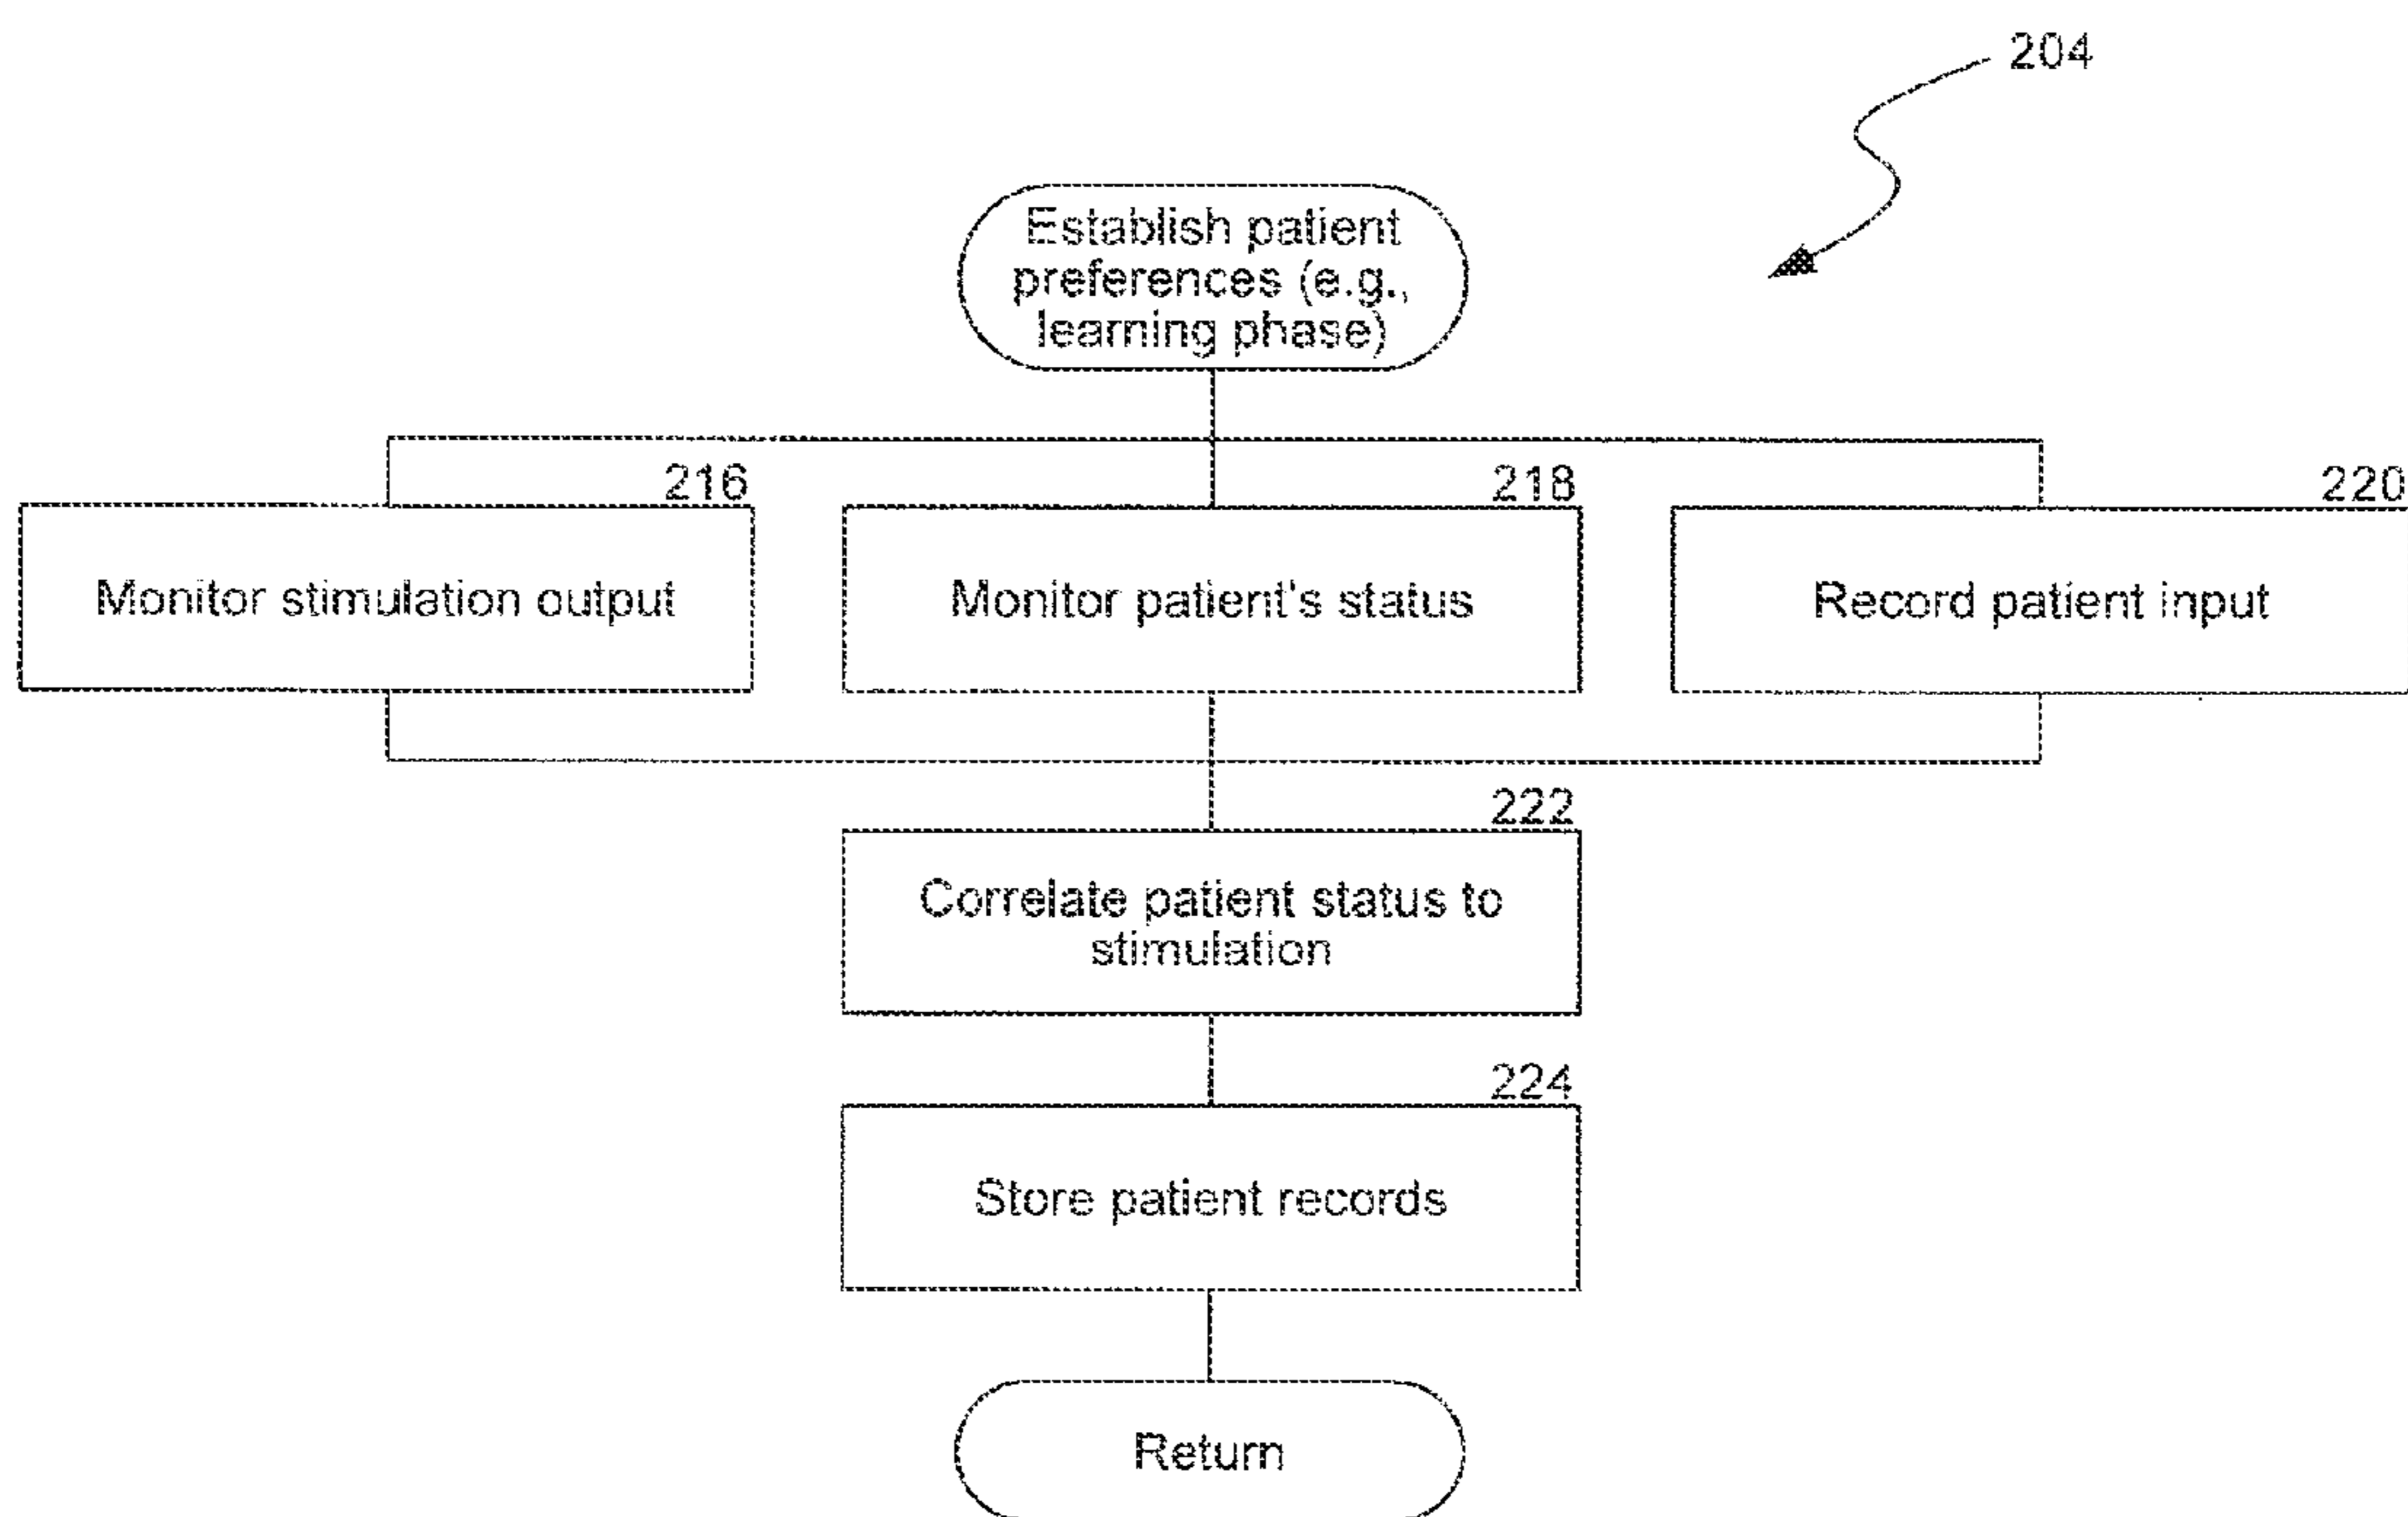 204
Establish patient
preferences (e.g.,
learning phase)
216
218
220
Monitor stimulation output
Monitor patient's status
Record patient input
222
Correlate patient status to
stimulation
224
Store patient records
Return